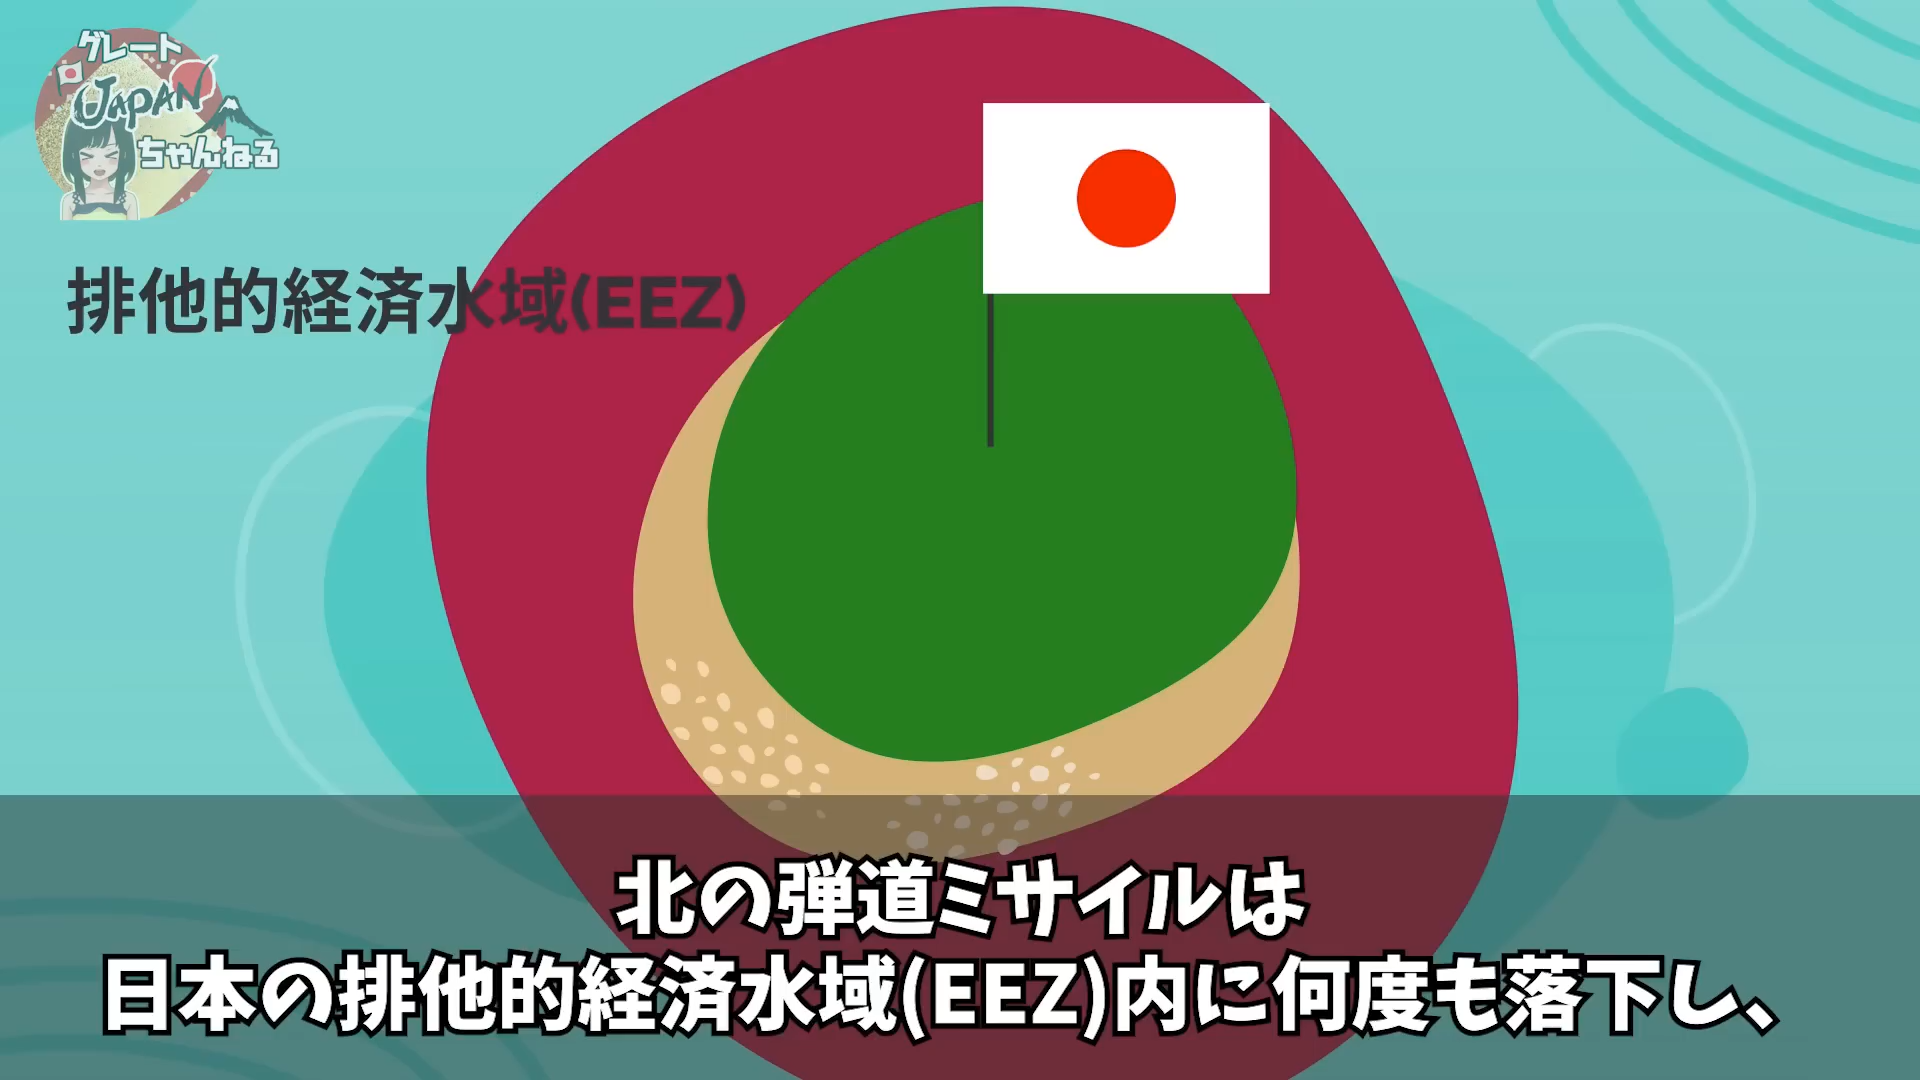 グレート
JAPAN
ちゃんねる
排他的経済水域(EEZ)
北の弾道ミサイルは
日本の排他的経済水域(EEZ)内に何度も落下し、